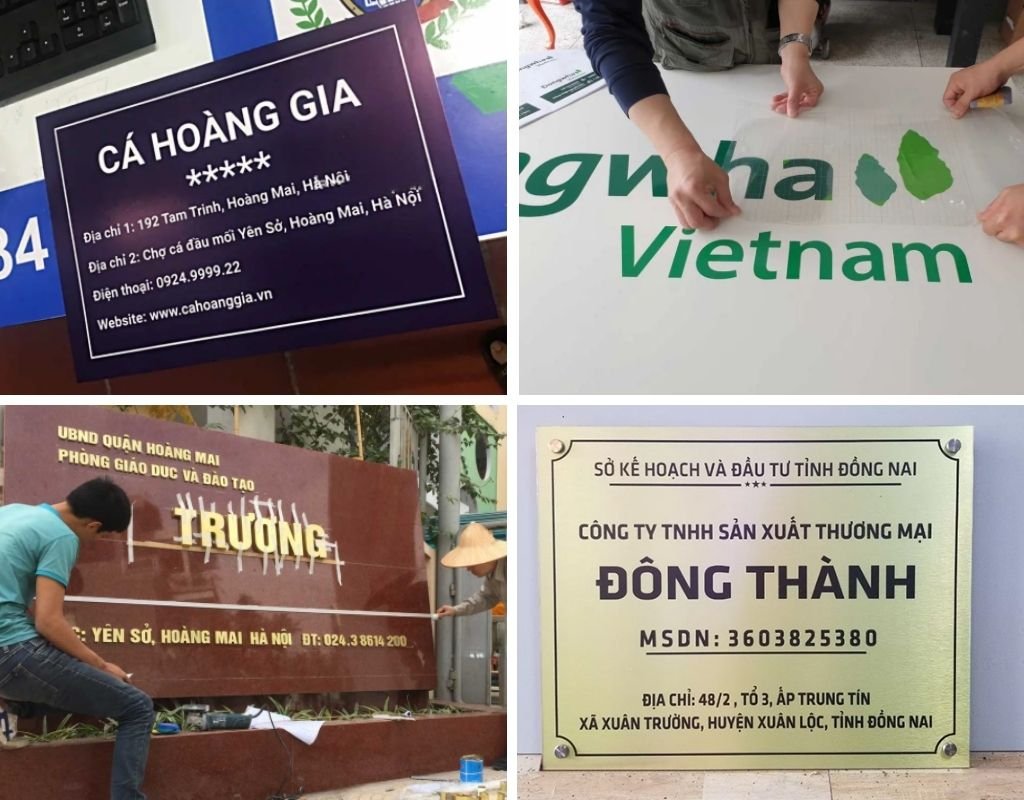 34
CÁ HOÀNG GIA
*****
Địa chỉ 1: 192 Tam Trinh, Hoàng Mai, Hà Nội
Địa chỉ 2: Chợ cá đầu mối Yên Sở, Hoàng Mai, Hà Nội
Điện thoại: 0924.9999.22
Website: www.cahoanggia.vn
ngwha
Vietnam
UBND QUẬN HOÀNG MAI
PHÒNG GIÁO DỤC VÀ ĐÀO TẠO
TRƯỜNG
C: YÊN SỞ, HOÀNG MAI HÀ NỘI ĐT: 024.3 8614 200
SỞ KẾ HOẠCH VÀ ĐẦU TƯ TỈNH ĐỒNG NAI
CÔNG TY TNHH SẢN XUẤT THƯƠNG MẠI
ĐÔNG THÀNH
MSDN: 3603825380
ĐỊA CHỈ: 48/2 , TỔ 3, ẤP TRUNG TÍN
XÃ XUÂN TRƯỜNG, HUYỆN XUÂN LỘC, TỈNH ĐỒNG NAI